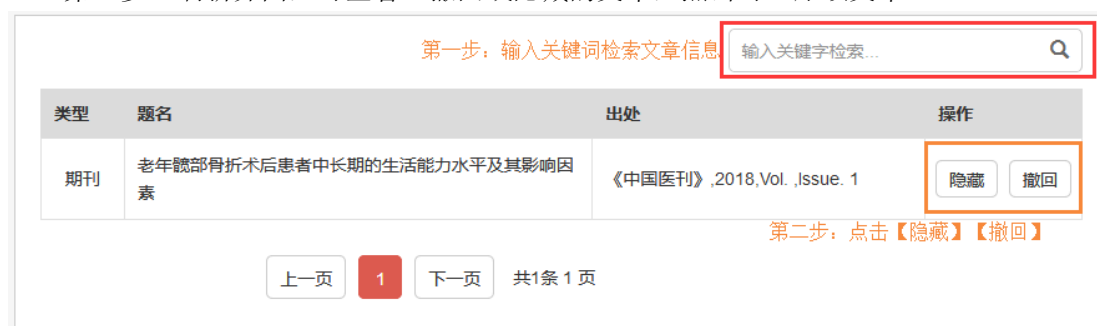 第一步：输入关键词检索文章信息 输入关键字检索...
类型 题名 出处 操作
期刊 老年髋部骨折术后患者中长期的生活能力水平及其影响因
素 《中国医刊》,2018,Vol. ,Issue. 1 隐藏 撤回
第二步：点击【隐藏】【撤回】
上一页 1 下一页 共1条 1 页